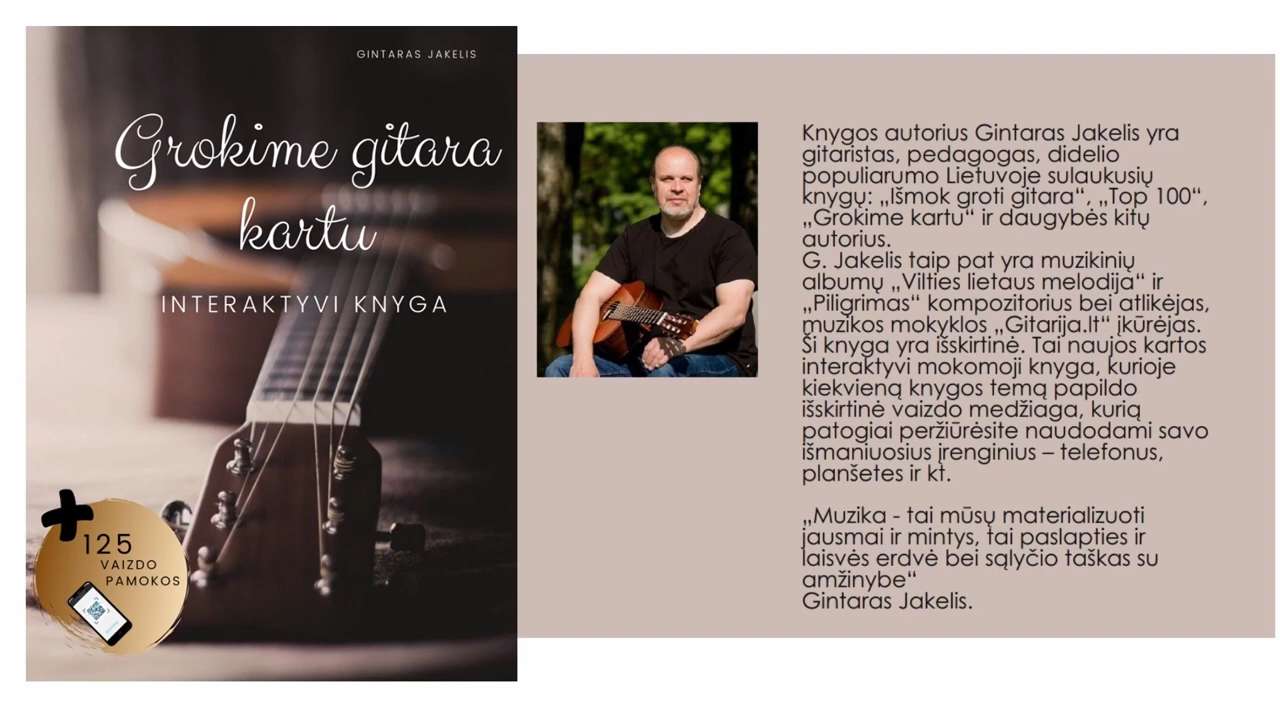 GINTARAS JAKELIS
Grokime gitara
kartu
INTERAKTYVI KNYGA
125
VAIZDO
PAMOKOS
Knygos autorius Gintaras Jakelis yra
gitaristas, pedagogas, didelio
populiarumo Lietuvoje sulaukusių
knygų: „Išmok groti gitara“, „Top 100“,
„Grokime kartu“ ir daugybės kitų
autorius.
G. Jakelis taip pat yra muzikinių
albumų „Vilties lietaus melodija“ ir
„Piligrimas“ kompozitorius bei atlikėjas,
muzikos mokyklos „Gitarija.lt“ įkūrėjas.
Ši knyga yra išskirtinė. Tai naujos kartos
interaktyvi mokomoji knyga, kurioje
kiekvieną knygos temą papildo
išskirtinė vaizdo medžiaga, kurią
patogiai peržiūrėsite naudodami savo
išmaniuosius įrenginius – telefonus,
planšetes ir kt.
„Muzika - tai mūsų materializuoti
jausmai ir mintys, tai paslapties ir
laisvės erdvė bei sąlyčio taškas su
amžinybe“
Gintaras Jakelis.